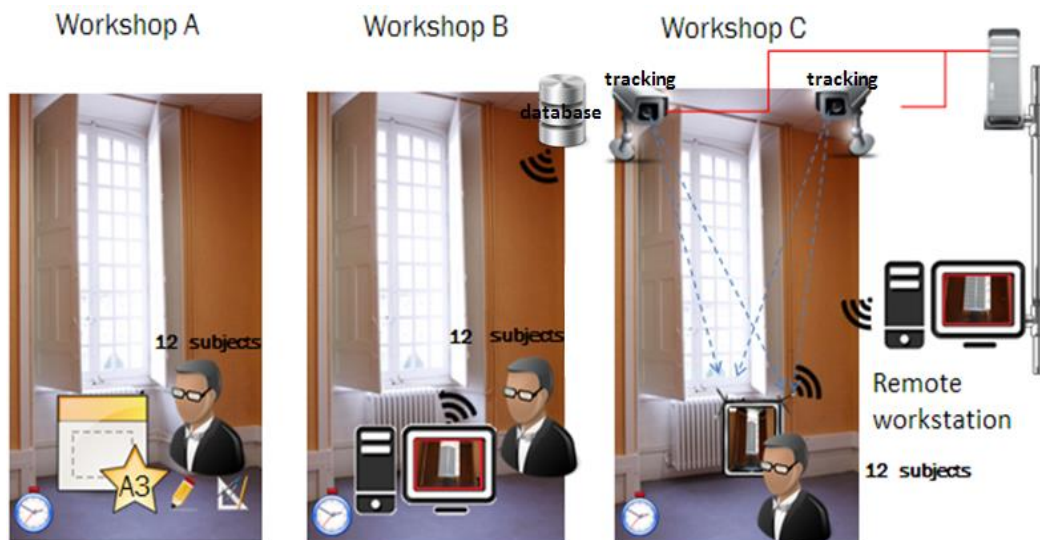 Workshop A
Workshop B
Workshop C
tracking
tracking
database
12 subjects
12 subjects
A3
Remote
workstation
12 subjects